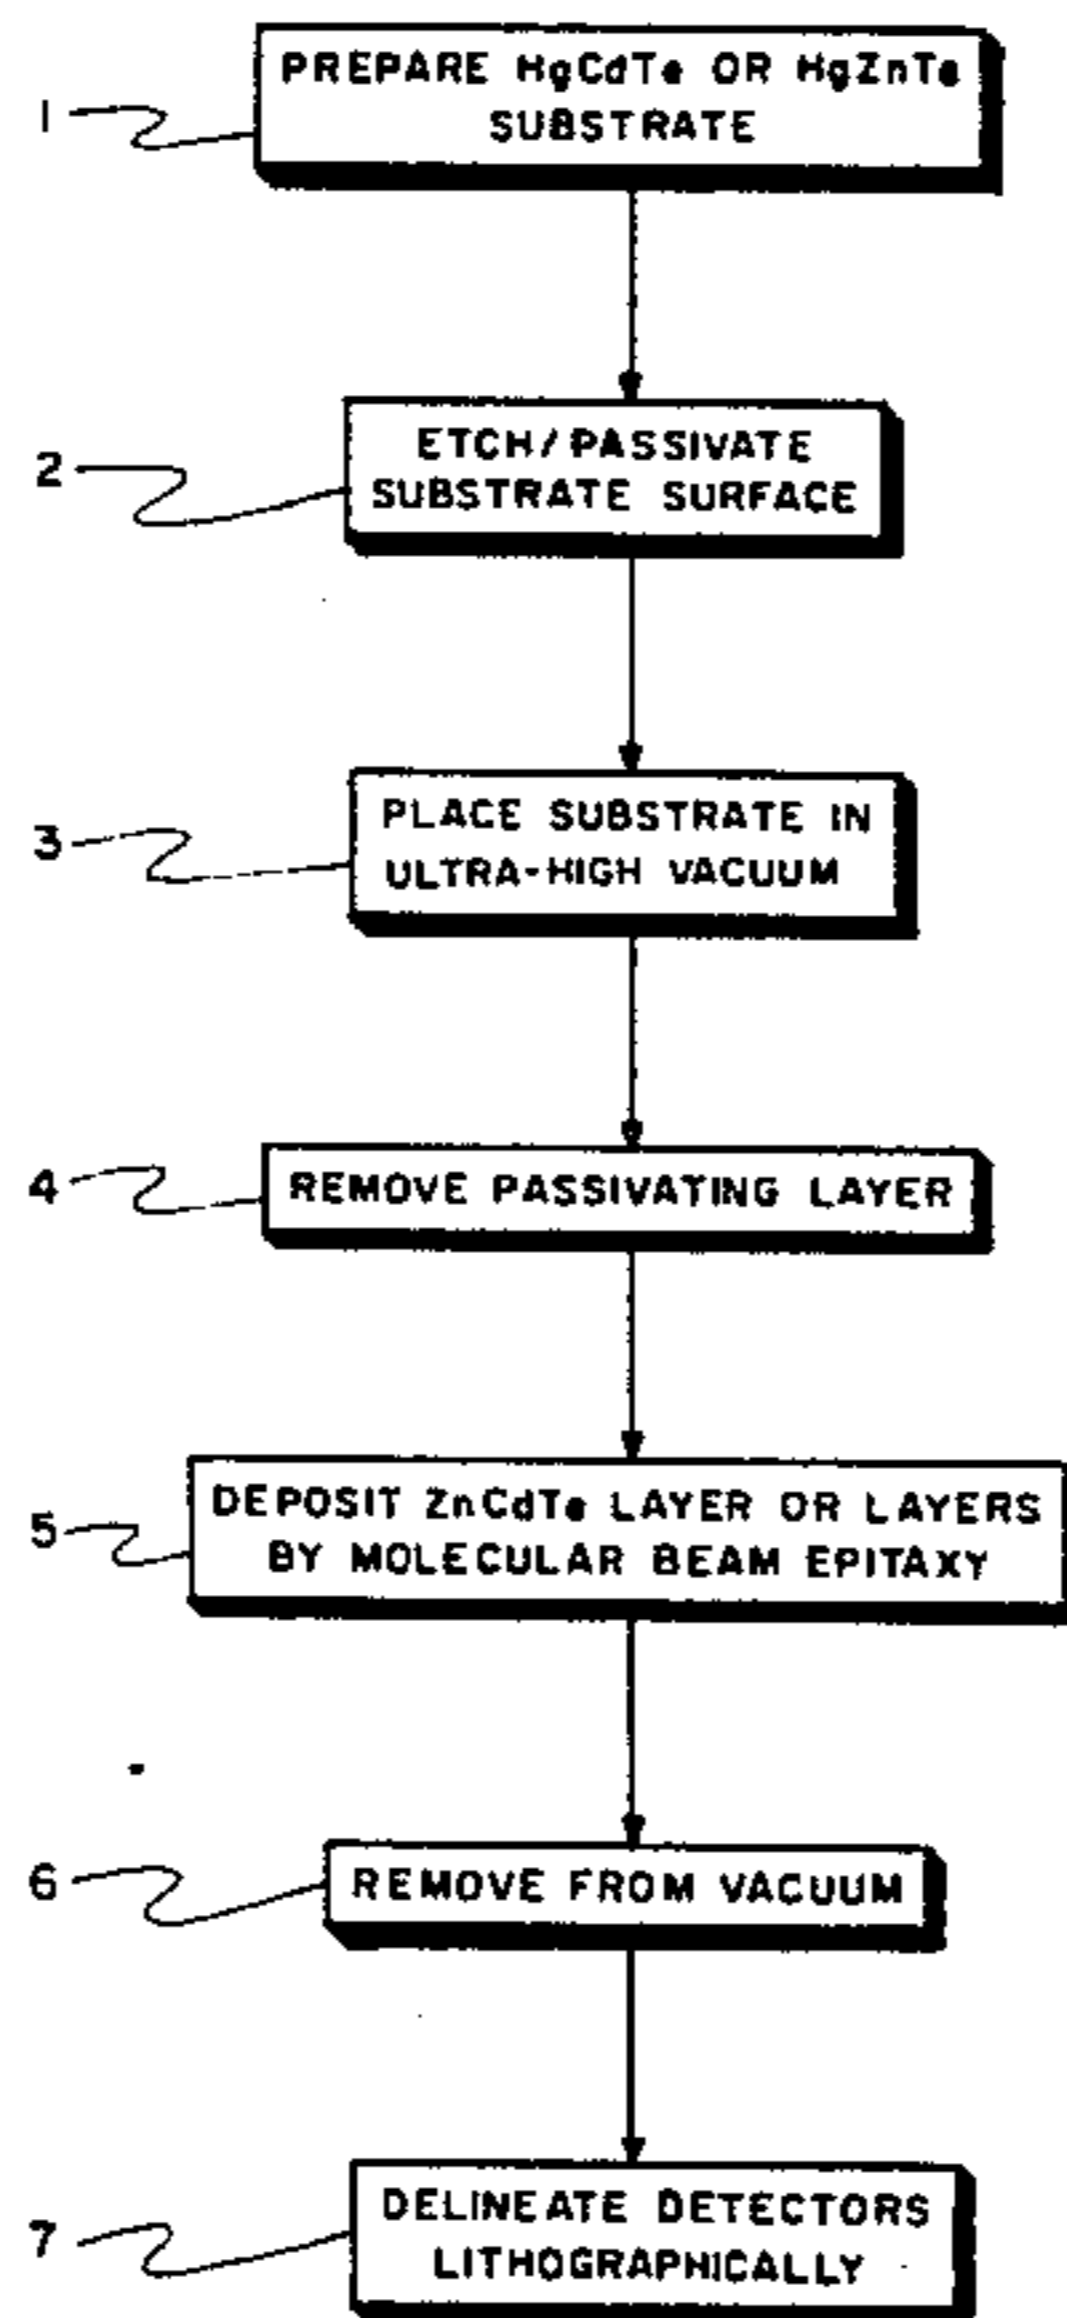 1
PREPARE HgCdTe OR HgZnTe
SUBSTRATE
2
ETCH/PASSIVATE
SUBSTRATE SURFACE
3
PLACE SUBSTRATE IN
ULTRA-HIGH VACUUM
4
REMOVE PASSIVATING LAYER
5
DEPOSIT ZnCdTe LAYER OR LAYERS
BY MOLECULAR BEAM EPITAXY
6
REMOVE FROM VACUUM
7
DELINEATE DETECTORS
LITHOGRAPHICALLY